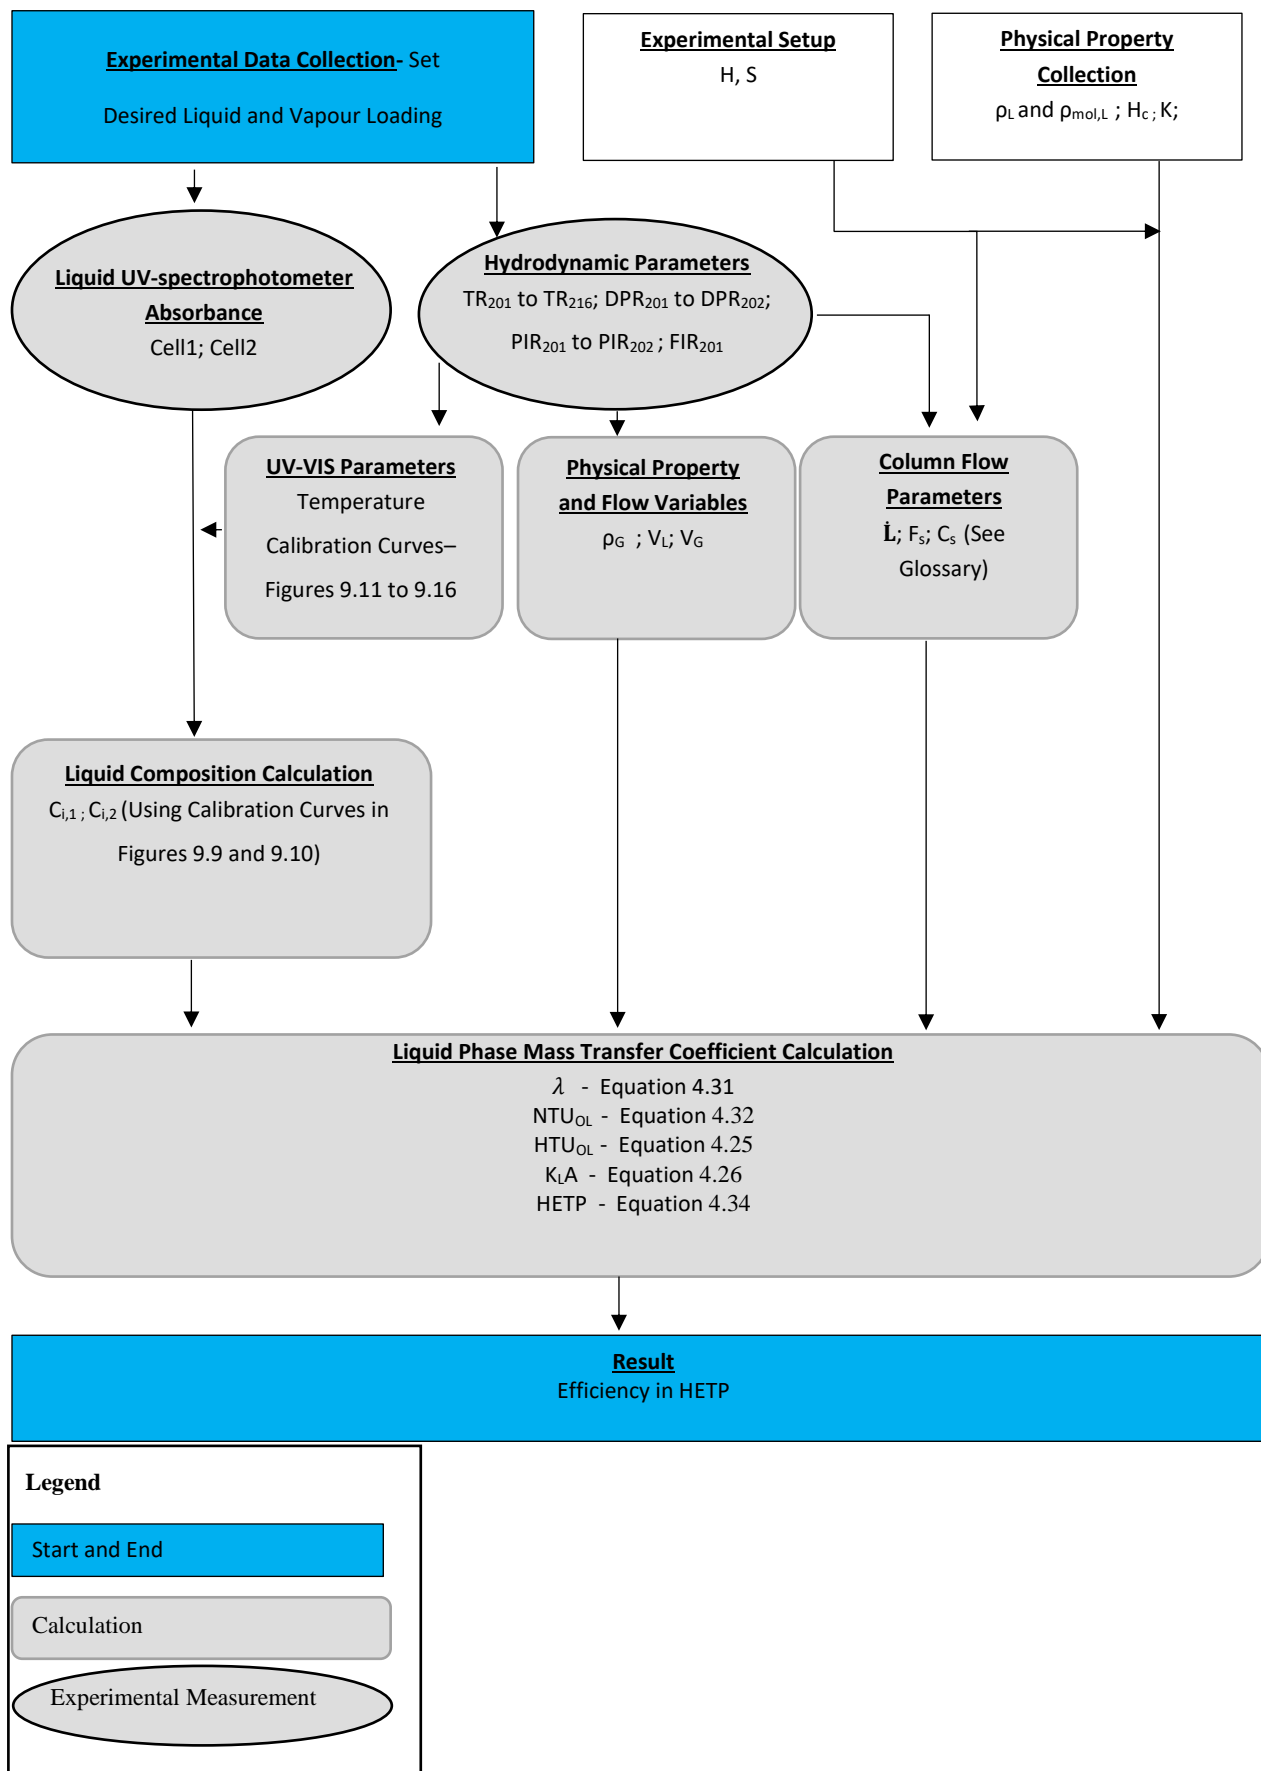 Experimental Data Collection- Set
Desired Liquid and Vapour Loading
Experimental Setup
H, S
Physical Property
Collection
ρL and ρmol,L ; Hc ; K;
Liquid UV-spectrophotometer
Absorbance
Cell1; Cell2
Hydrodynamic Parameters
TR201 to TR216; DPR201 to DPR202;
PIR201 to PIR202 ; FIR201
UV-VIS Parameters
Temperature
Calibration Curves–
Figures 9.11 to 9.16
Physical Property
and Flow Variables
ρG ; VL; VG
Column Flow
Parameters
L̇; Fs; Cs (See
Glossary)
Liquid Composition Calculation
Ci,1 ; Ci,2 (Using Calibration Curves in
Figures 9.9 and 9.10)
Liquid Phase Mass Transfer Coefficient Calculation
λ - Equation 4.31
NTUOL - Equation 4.32
HTUOL - Equation 4.25
KLA - Equation 4.26
HETP - Equation 4.34
Result
Efficiency in HETP
Legend
Start and End
Calculation
Experimental Measurement